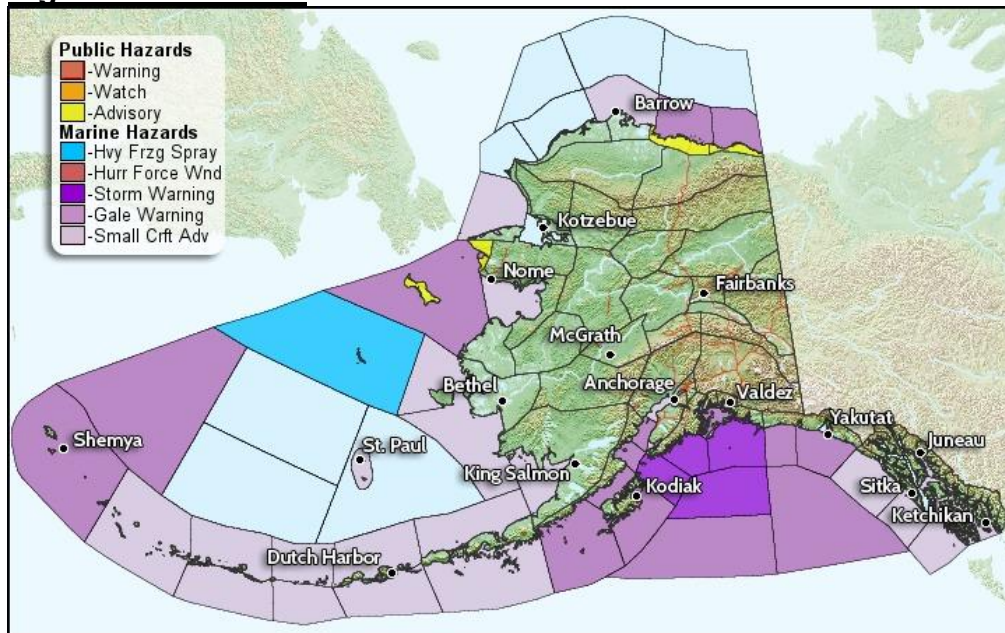 Public Hazards
-Warning
-Watch
-Advisory
Marine Hazards
-Hvy Frzg Spray
-Hurr Force Wnd
-Storm Warning
-Gale Warning
-Small Crft Adv
Barrow
Kotzebue
Nome
Fairbanks
McGrath
Bethel
Anchorage
Valdez
Yakutat
Shemya
St. Paul
King Salmon
Juneau
Kodiak
Sitka
Ketchikan
Dutch Harbor